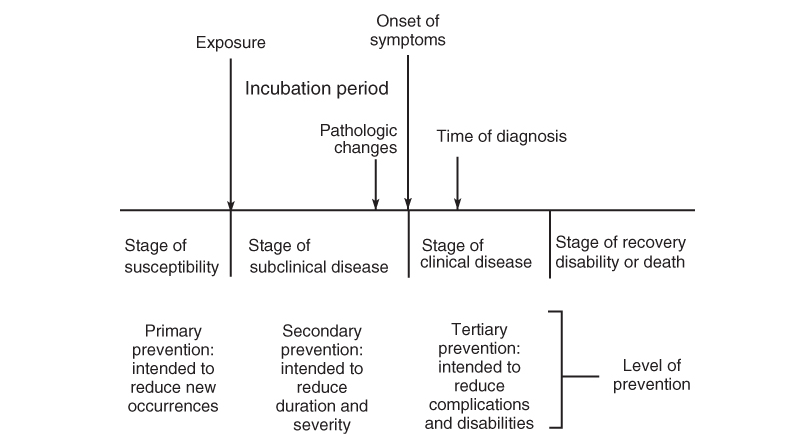 Onset of
symptoms
Exposure
Incubation period
Pathologic
changes
Time of diagnosis
Stage of
susceptibility
Stage of
subclinical disease
Stage of
clinical disease
Stage of recovery
disability or death
Primary
prevention:
intended to
reduce new
occurrences
Secondary
prevention:
intended to
reduce
duration and
severity
Tertiary
prevention:
intended to
reduce
complications
and disabilities
Level of
prevention